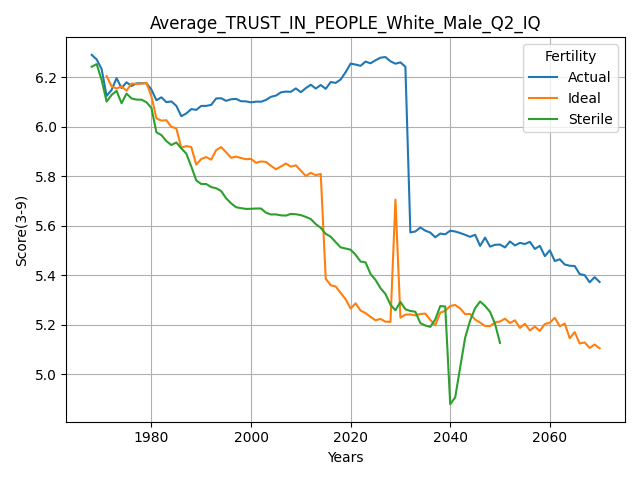 Average_TRUST_IN_PEOPLE_White_Male_Q2_IQ
Fertility
Actual
Ideal
Sterile
Score(3-9)
6.2
6.0
5.8
5.6
5.4
5.2
5.0
1980
2000
2020
2040
2060
Years